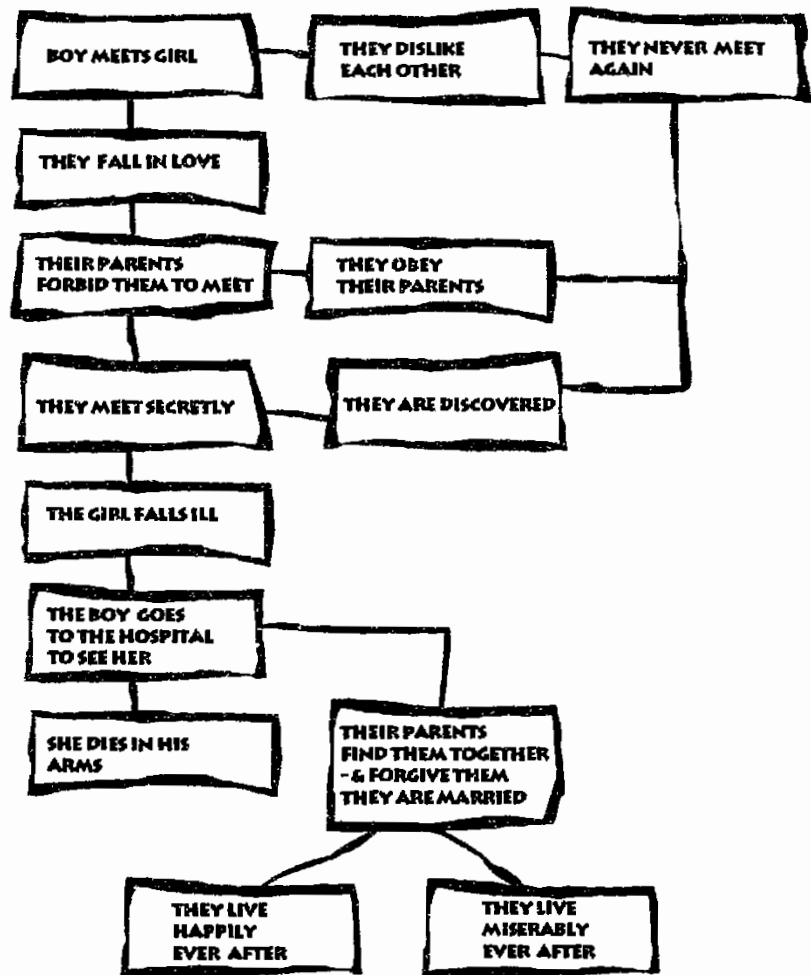 BOY MEETS GIRL
THEY DISLIKE
EACH OTHER
THEY NEVER MEET
AGAIN
THEY FALL IN LOVE
THEIR PARENTS
FORBID THEM TO MEET
THEY OBEY
THEIR PARENTS
THEY MEET SECRETLY
THEY ARE DISCOVERED
THE GIRL FALLS ILL
THE BOY GOES
TO THE HOSPITAL
TO SEE HER
SHE DIES IN HIS
ARMS
THEIR PARENTS
FIND THEM TOGETHER
-& FORGIVE THEM
THEY ARE MARRIED
THEY LIVE
HAPPILY
EVER AFTER
THEY LIVE
MISERABLY
EVER AFTER